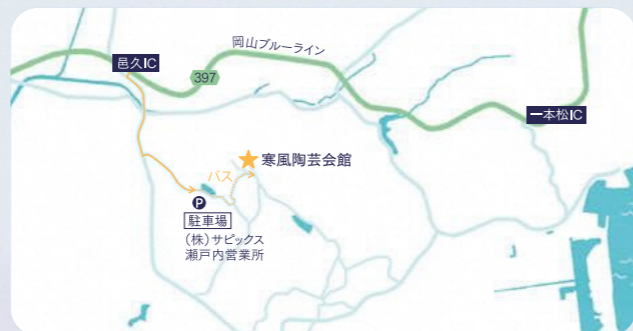 岡山ブルーライン
邑久IC
397
一本松IC
寒風陶芸会館
バス
P
駐車場
(株)サピックス
瀬戸内営業所